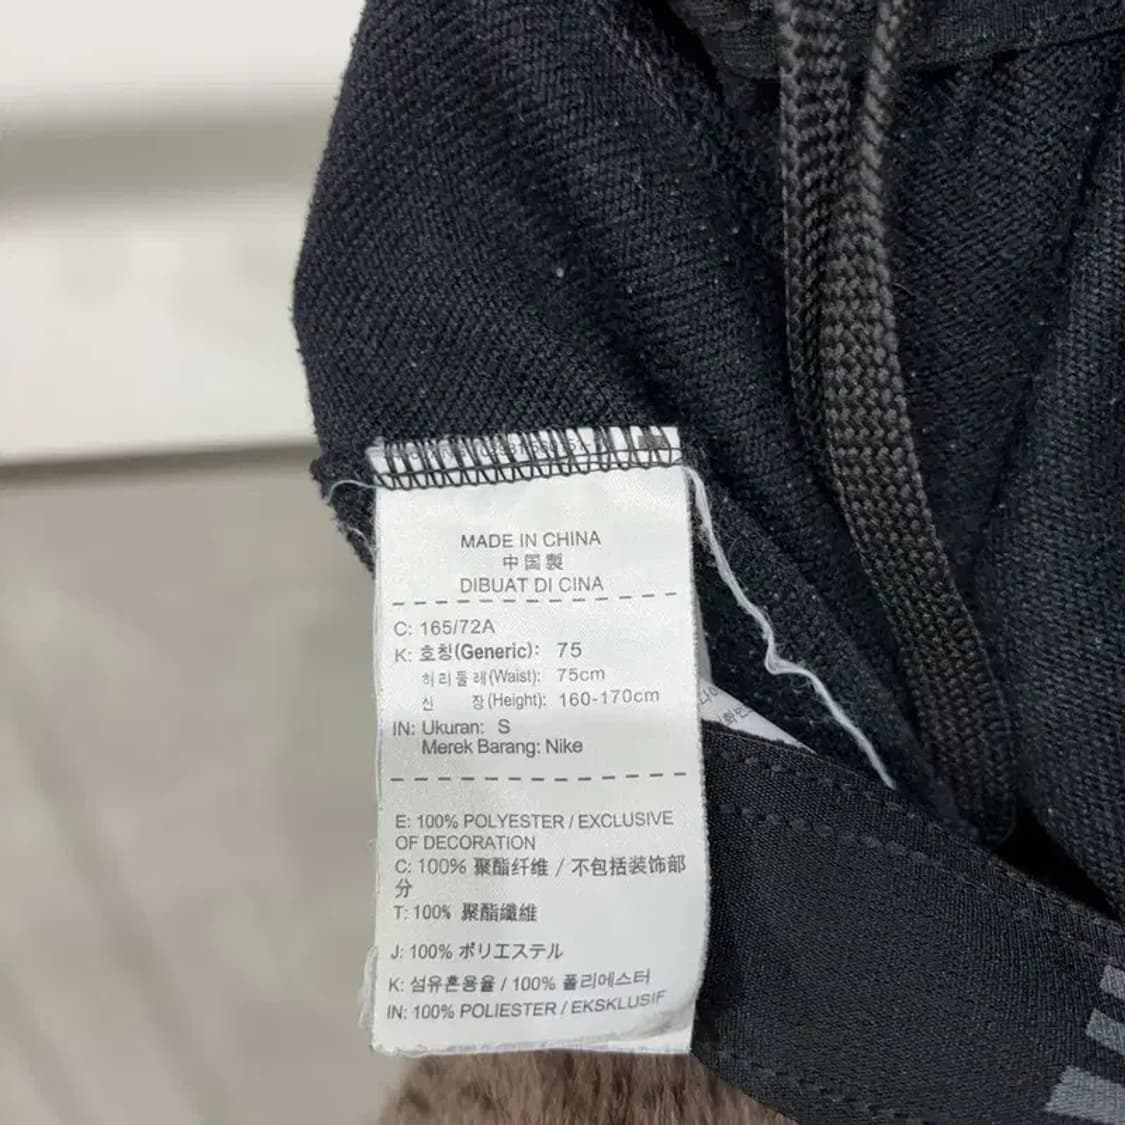 MADE IN CHINA
中国製
DIBUAT DI CINA
C: 165/72A
K: 호칭(Generic): 75
허리둘레(Waist): 75cm
신 장(Height): 160-170cm
IN: Ukuran: S
Merek Barang: Nike
E: 100% POLYESTER / EXCLUSIVE
OF DECORATION
C: 100% 聚酯纤维 / 不包括装饰部
分
T: 100% 聚酯纖維
J: 100% ポリエステル
K: 섬유혼용율 / 100% 폴리에스터
IN: 100% POLIESTER / EKSKLUSIF